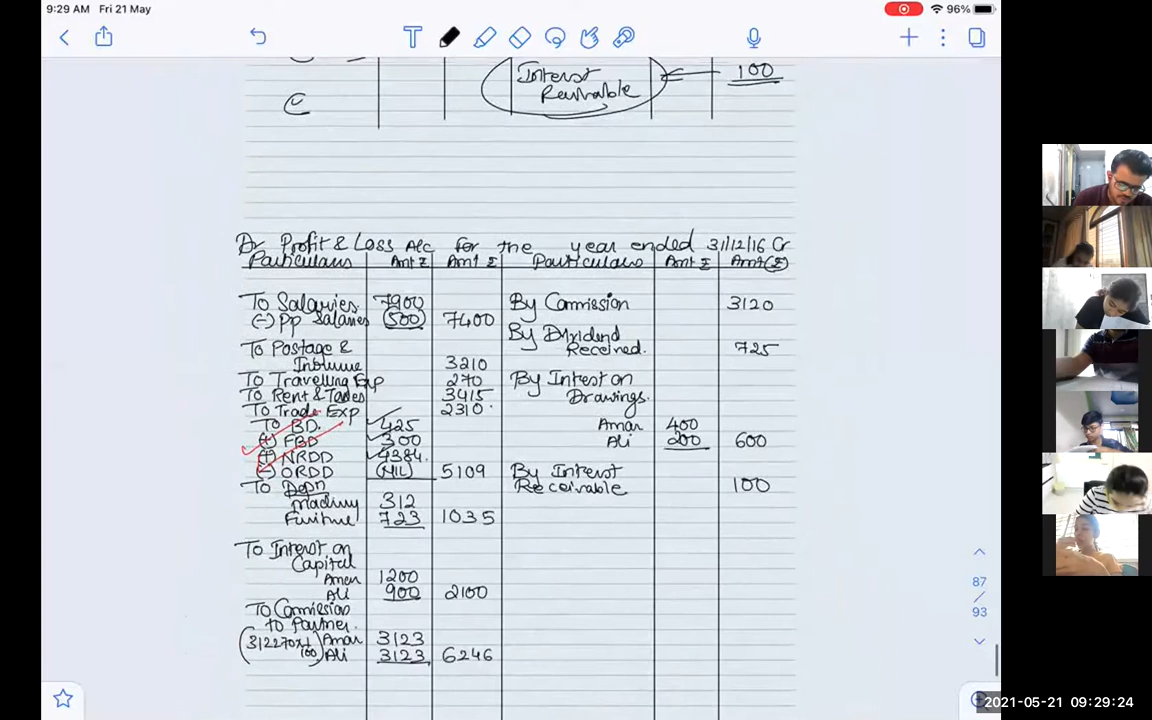 9:29 AM Fri 21 May
96%
Interest
Reivable
100
C
Dr Profit & Loss A/c for the year ended 31/12/16 Cr
Particulars Amt ₹ Amt ₹ Particulars Amt ₹ Amt (₹)
To Salaries 7900 By Commission 3120
(-) Pp Salaries (500) 7400
By Dividend
Received. 725
To Postage &
3210
To Travelling Exp 270 By Interest on
To Rent & Taxes 3415 Drawings.
To Trade Exp 2310
To BD. 425 Amar 400
(+) FBD 300 Ali 200 600
(+) NRDD 4384
(-) ORDD (NIL) 5109 By Interest
Receivable 100
To Depn
Machinery 312
Furniture 723 1035
To Interest on
Capital
Amar 1200
Ali 900 2100
To Commission
to Partner.
(312270x1/100) Amar 3123
Ali 3123 6246
87
/
93
2021-05-21 09:29:24